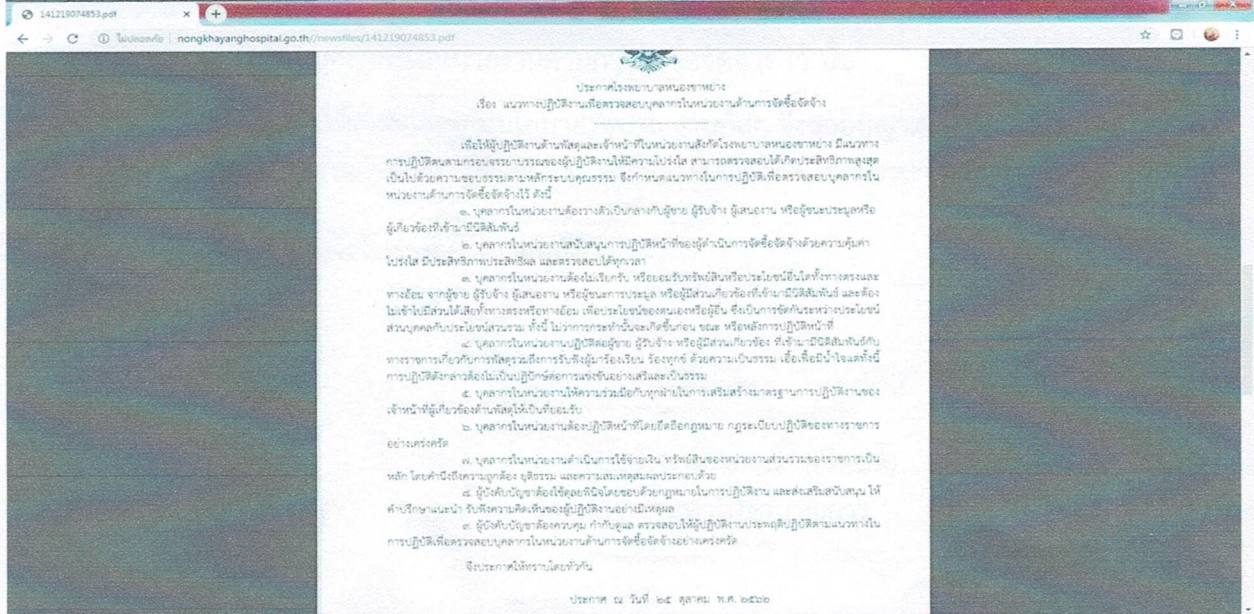 141219074853.pdf
ไม่ปลอดภัย nongkhayanghospital.go.th//newsfiles/141219074853.pdf
ประกาศโรงพยาบาลหนองขาหย่าง
เรื่อง แนวทางปฏิบัติงานเพื่อตรวจสอบบุคลากรในหน่วยงานด้านการจัดซื้อจัดจ้าง
เพื่อให้ผู้ปฏิบัติงานด้านพัสดุและเจ้าหน้าที่ในหน่วยงานสังกัดโรงพยาบาลหนองขาหย่าง มีแนวทาง
การปฏิบัติตนตามกรอบจรรยาบรรณของผู้ปฏิบัติงานให้มีความโปร่งใส สามารถตรวจสอบได้เกิดประสิทธิภาพสูงสุด
เป็นไปด้วยความชอบธรรมตามหลักระบบคุณธรรม จึงกำหนดแนวทางในการปฏิบัติเพื่อตรวจสอบบุคลากรใน
หน่วยงานด้านการจัดซื้อจัดจ้างไว้ ดังนี้
๑. บุคลากรในหน่วยงานต้องวางตัวเป็นกลางกับผู้ขาย ผู้รับจ้าง ผู้เสนองาน หรือผู้ชนะประมูลหรือ
ผู้เกี่ยวข้องที่เข้ามามีนิติสัมพันธ์
๒. บุคลากรในหน่วยงานสนับสนุนการปฏิบัติหน้าที่ของผู้ดำเนินการจัดซื้อจัดจ้างด้วยความคุ้มค่า
โปร่งใส มีประสิทธิภาพประสิทธิผล และตรวจสอบได้ทุกเวลา
๓. บุคลากรในหน่วยงานต้องไม่เรียกรับ หรือยอมรับทรัพย์สินหรือประโยชน์อื่นใดทั้งทางตรงและ
ทางอ้อม จากผู้ขาย ผู้รับจ้าง ผู้เสนองาน หรือผู้ชนะการประมูล หรือผู้มีส่วนเกี่ยวข้องที่เข้ามามีนิติสัมพันธ์ และต้อง
ไม่เข้าไปมีส่วนได้เสียทั้งทางตรงหรือทางอ้อม เพื่อประโยชน์ของตนเองหรือผู้อื่น ซึ่งเป็นการขัดกันระหว่างประโยชน์
ส่วนบุคคลกับประโยชน์ส่วนรวม ทั้งนี้ ไม่ว่าการกระทำนั้นจะเกิดขึ้นก่อน ขณะ หรือหลังการปฏิบัติหน้าที่
๔. บุคลากรในหน่วยงานปฏิบัติต่อผู้ขาย ผู้รับจ้าง หรือผู้มีส่วนเกี่ยวข้อง ที่เข้ามามีนิติสัมพันธ์กับ
ทางราชการเกี่ยวกับการพัสดุรวมถึงการรับฟังผู้มาร้องเรียน ร้องทุกข์ ด้วยความเป็นธรรม เอื้อเฟื้อมีน้ำใจแต่ทั้งนี้
การปฏิบัติดังกล่าวต้องไม่เป็นปฏิปักษ์ต่อการแข่งขันอย่างเสรีและเป็นธรรม
๕. บุคลากรในหน่วยงานให้ความร่วมมือกับทุกฝ่ายในการเสริมสร้างมาตรฐานการปฏิบัติงานของ
เจ้าหน้าที่ผู้เกี่ยวข้องด้านพัสดุให้เป็นที่ยอมรับ
๖. บุคลากรในหน่วยงานต้องปฏิบัติหน้าที่โดยยึดถือกฎหมาย กฎระเบียบปฏิบัติของทางราชการ
อย่างเคร่งครัด
๗. บุคลากรในหน่วยงานดำเนินการใช้จ่ายเงิน ทรัพย์สินของหน่วยงานส่วนรวมของราชการเป็น
หลัก โดยคำนึงถึงความถูกต้อง ยุติธรรม และความสมเหตุสมผลประกอบด้วย
๘. ผู้บังคับบัญชาต้องใช้ดุลยพินิจโดยชอบด้วยกฎหมายในการปฏิบัติงาน และส่งเสริมสนับสนุน ให้
คำปรึกษาแนะนำ รับฟังความคิดเห็นของผู้ปฏิบัติงานอย่างมีเหตุผล
๙. ผู้บังคับบัญชาต้องควบคุม กำกับดูแล ตรวจสอบให้ผู้ปฏิบัติงานประพฤติปฏิบัติตามแนวทางใน
การปฏิบัติเพื่อตรวจสอบบุคลากรในหน่วยงานด้านการจัดซื้อจัดจ้างอย่างเคร่งครัด
จึงประกาศให้ทราบโดยทั่วกัน
ประกาศ ณ วันที่ ๒๕ ตุลาคม พ.ศ. ๒๕๖๒